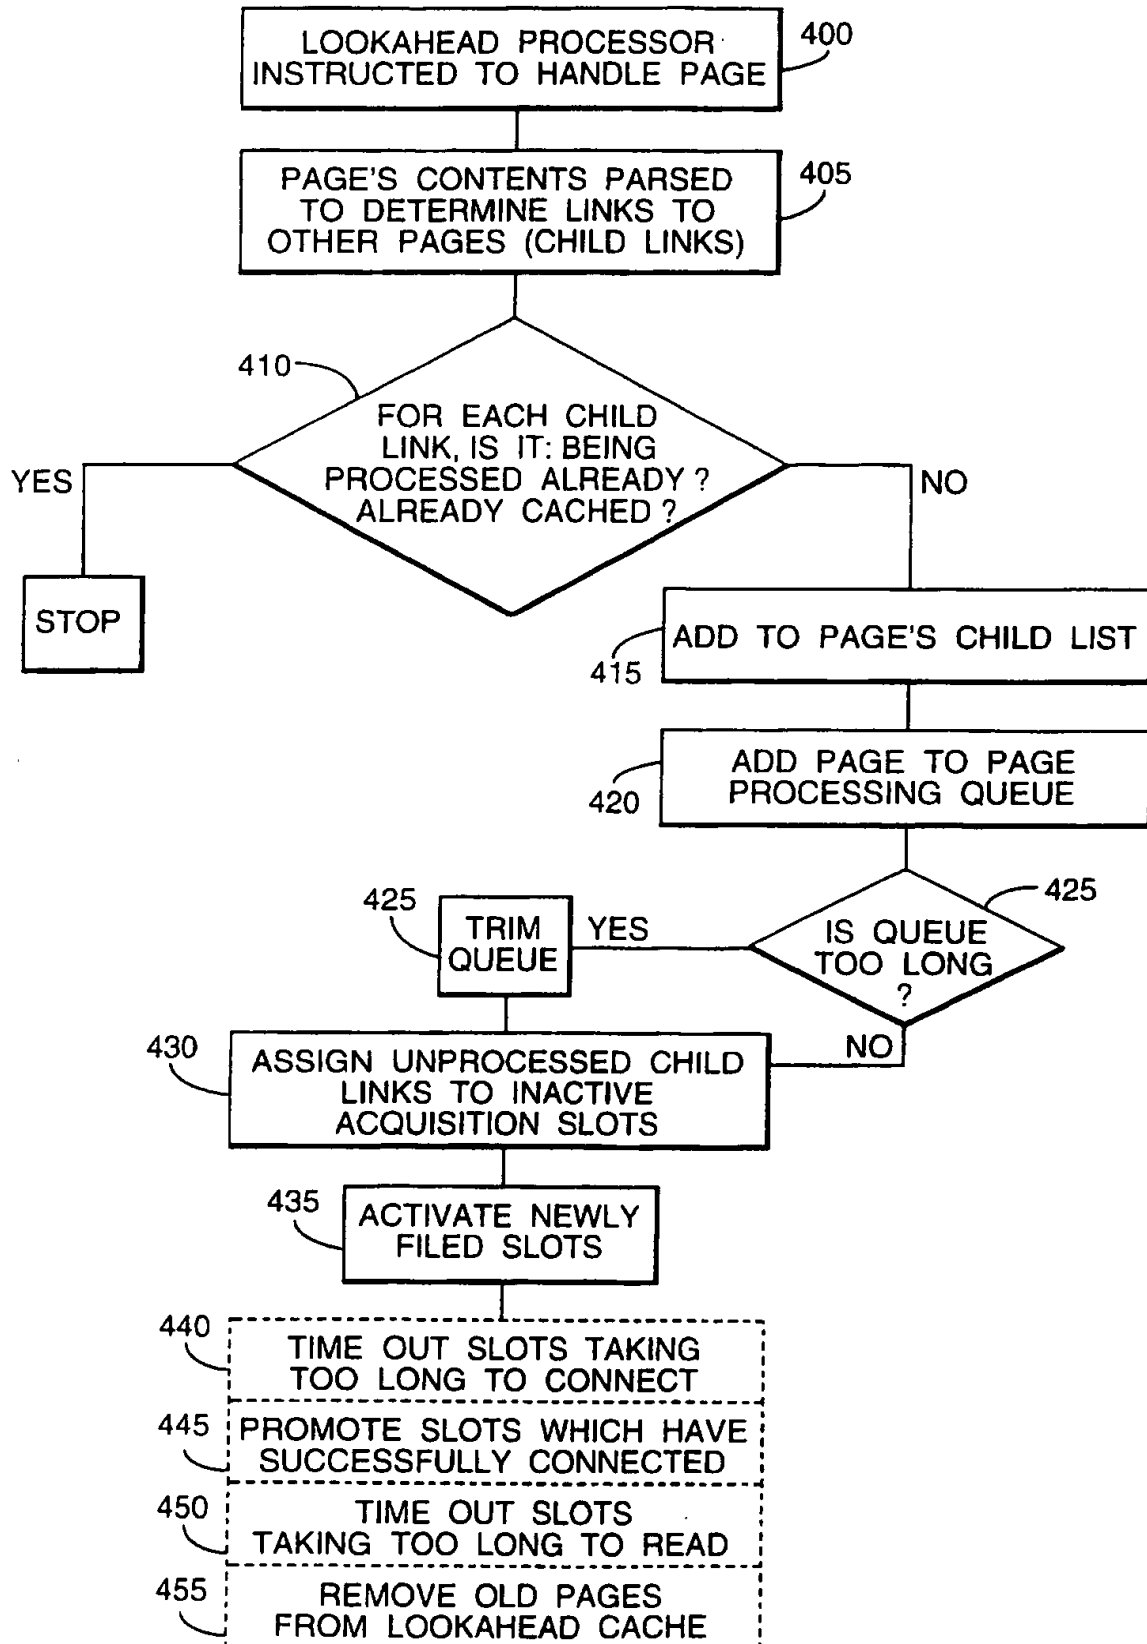 LOOKAHEAD PROCESSOR
INSTRUCTED TO HANDLE PAGE
400
PAGE'S CONTENTS PARSED
TO DETERMINE LINKS TO
OTHER PAGES (CHILD LINKS)
405
410
FOR EACH CHILD
LINK, IS IT: BEING
PROCESSED ALREADY ?
ALREADY CACHED ?
YES
NO
STOP
ADD TO PAGE'S CHILD LIST
415
ADD PAGE TO PAGE
PROCESSING QUEUE
420
425
IS QUEUE
TOO LONG
?
YES
425
TRIM
QUEUE
NO
430
ASSIGN UNPROCESSED CHILD
LINKS TO INACTIVE
ACQUISITION SLOTS
435
ACTIVATE NEWLY
FILED SLOTS
440
TIME OUT SLOTS TAKING
TOO LONG TO CONNECT
445
PROMOTE SLOTS WHICH HAVE
SUCCESSFULLY CONNECTED
450
TIME OUT SLOTS
TAKING TOO LONG TO READ
455
REMOVE OLD PAGES
FROM LOOKAHEAD CACHE